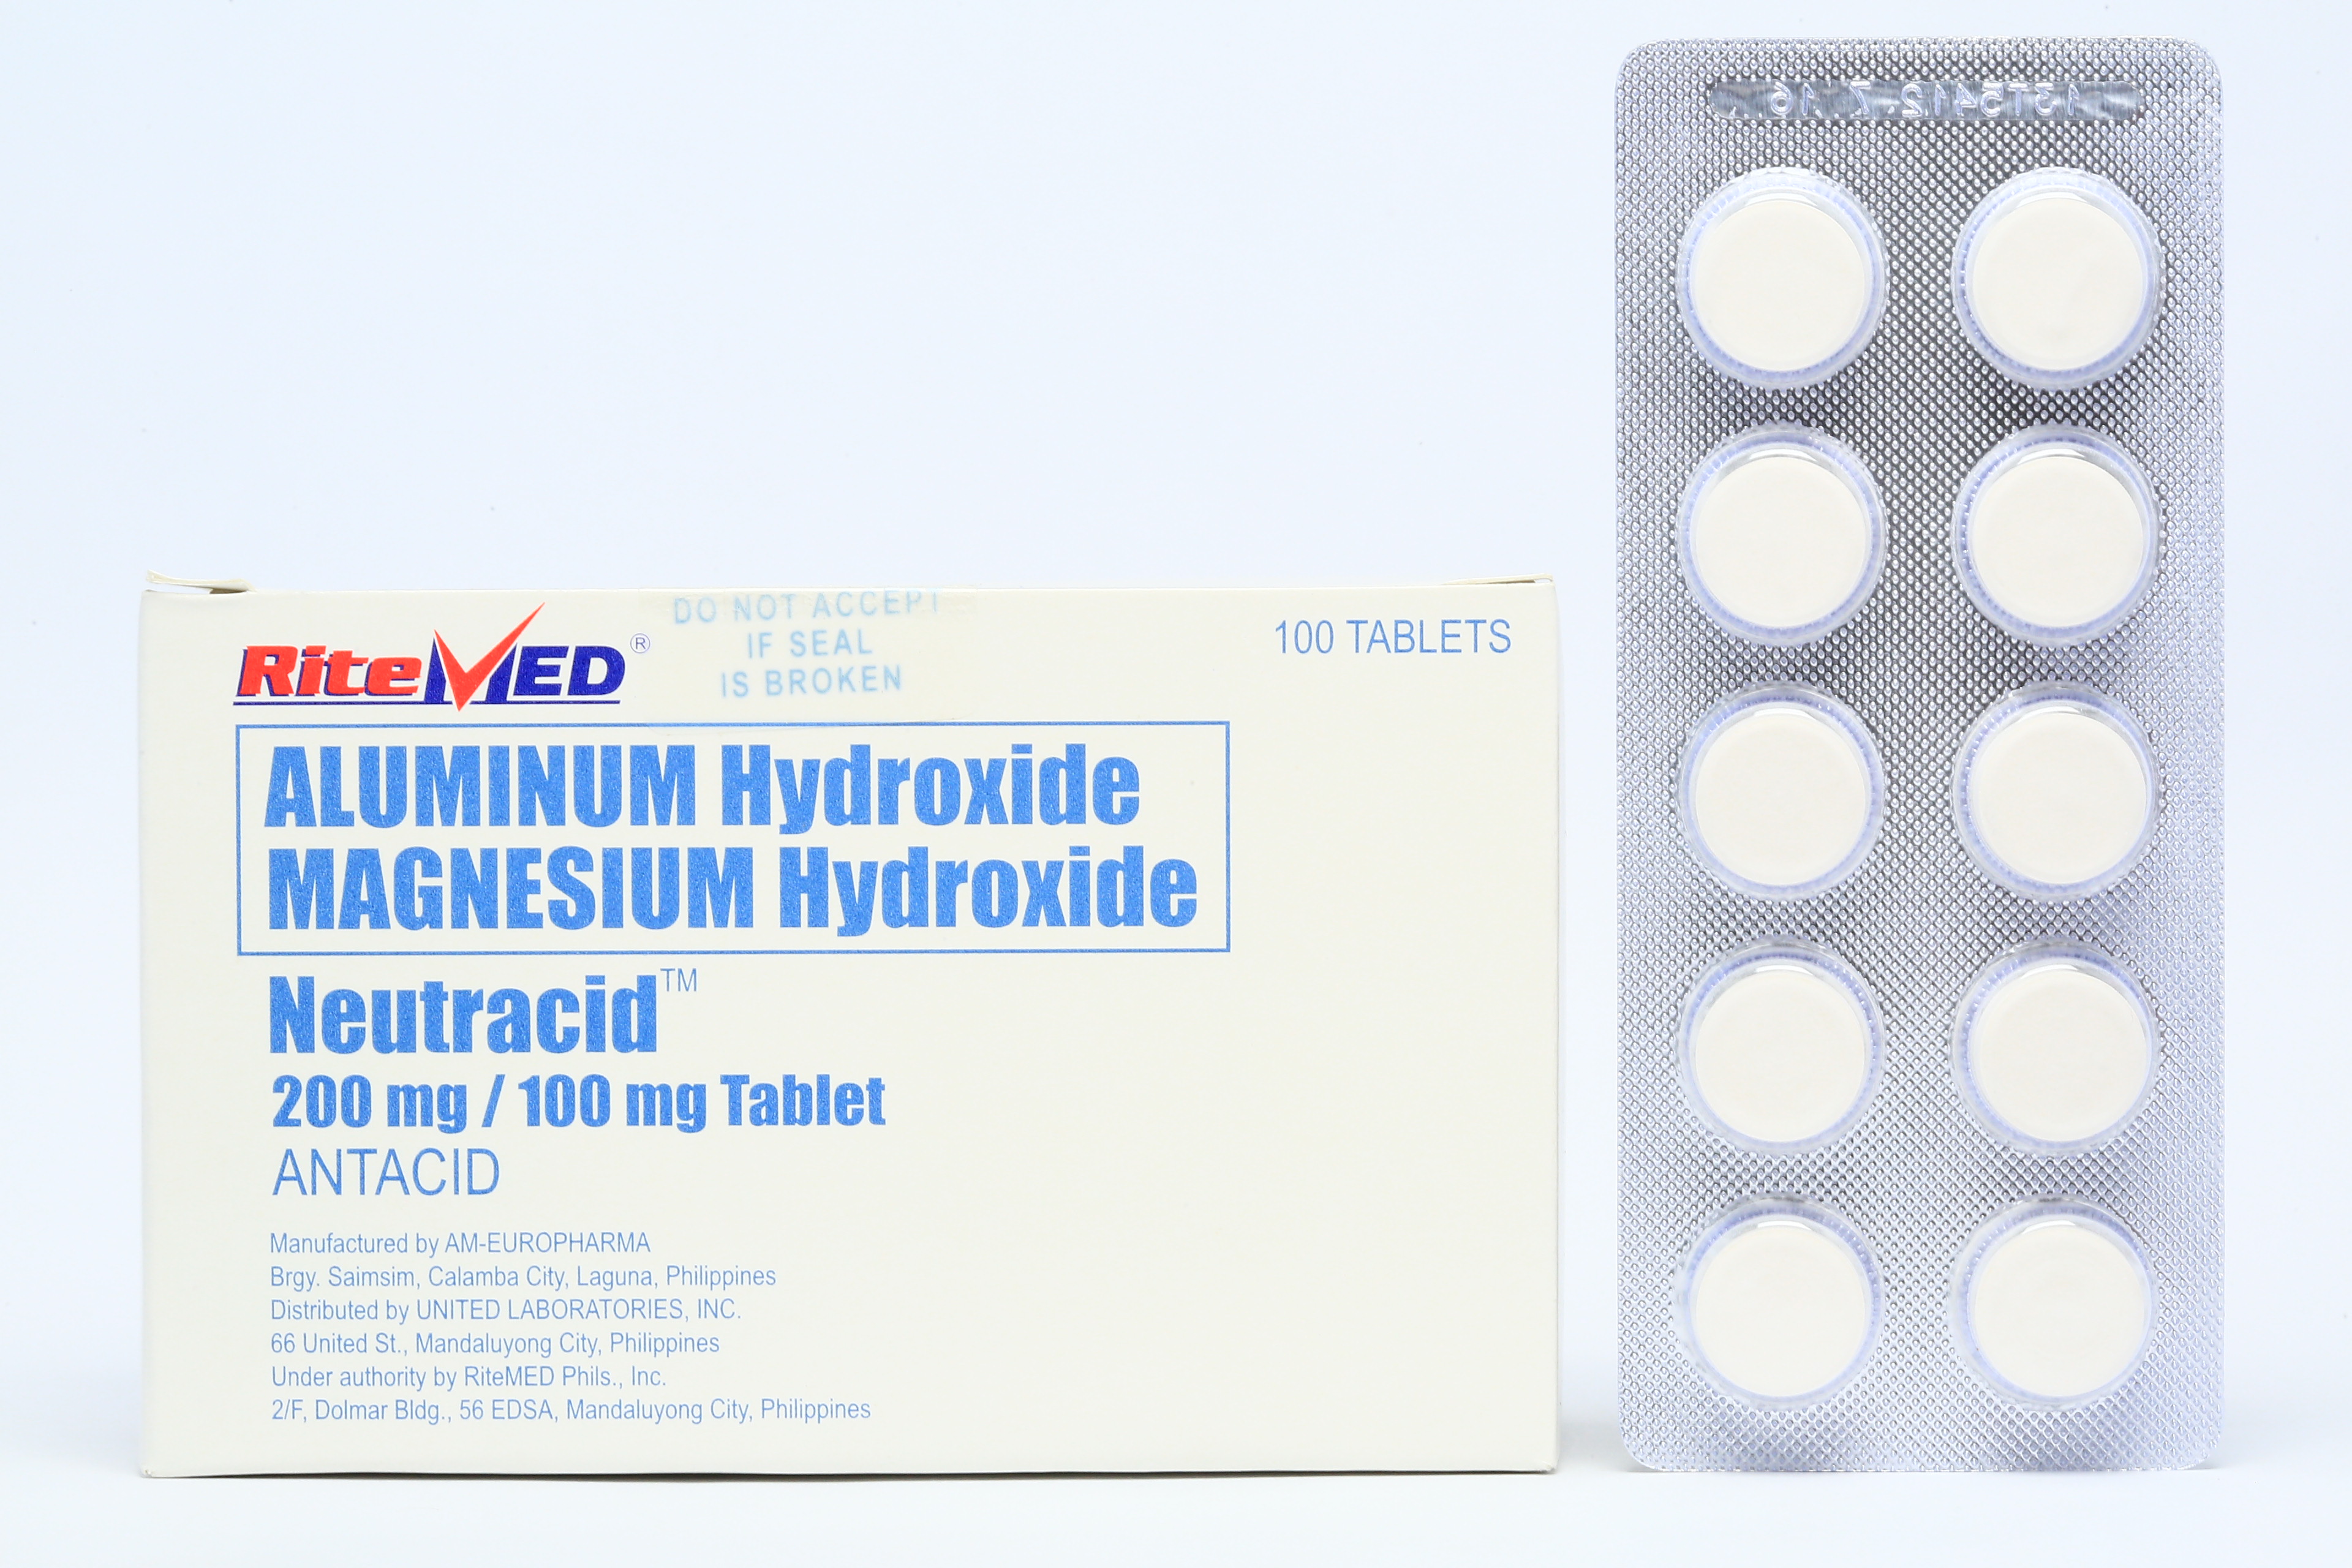 RiteMED®
DO NOT ACCEPT
IF SEAL
IS BROKEN
100 TABLETS
ALUMINUM Hydroxide
MAGNESIUM Hydroxide
Neutracid™
200 mg / 100 mg Tablet
ANTACID
Manufactured by AM-EUROPHARMA
Brgy. Saimsim, Calamba City, Laguna, Philippines
Distributed by UNITED LABORATORIES, INC.
66 United St., Mandaluyong City, Philippines
Under authority by RiteMED Phils., Inc.
2/F, Dolmar Bldg., 56 EDSA, Mandaluyong City, Philippines